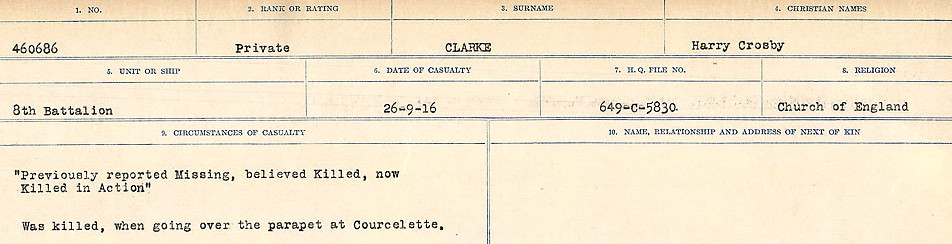 1. NO. 2. RANK OR RATING 3. SURNAME 4. CHRISTIAN NAMES
460686 Private CLARKE Harry Crosby
5. UNIT OR SHIP 6. DATE OF CASUALTY 7. H. Q. FILE NO. 8. RELIGION
8th Battalion 26-9-16 649-C-5830. Church of England
9. CIRCUMSTANCES OF CASUALTY 10. NAME, RELATIONSHIP AND ADDRESS OF NEXT OF KIN
"Previously reported Missing, believed Killed, now
Killed in Action"
Was killed, when going over the parapet at Courcelette.